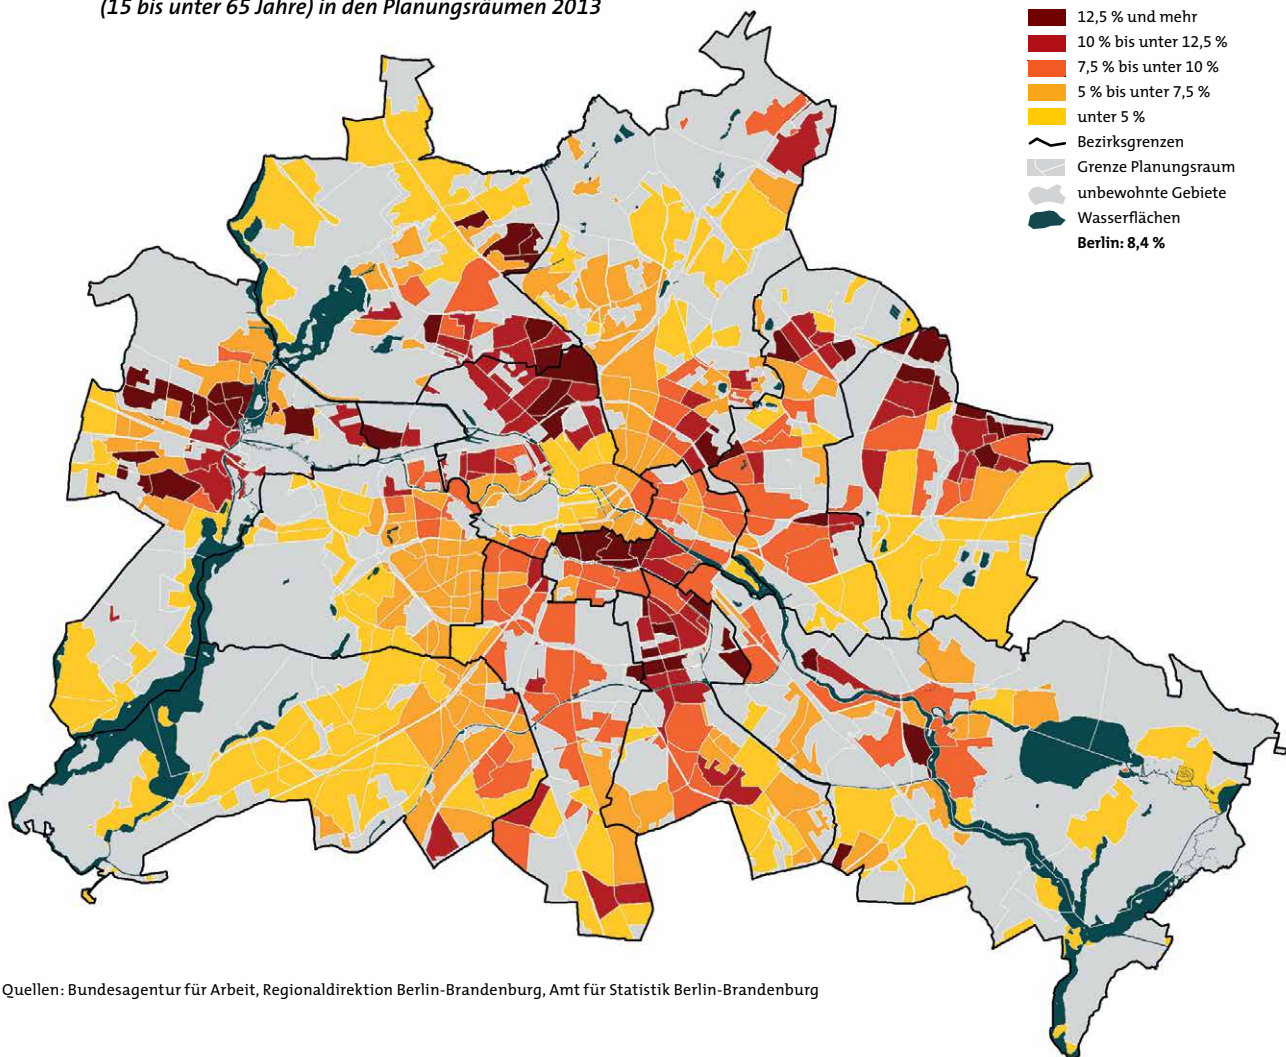 (15 bis unter 65 Jahre) in den Planungsräumen 2013
12,5 % und mehr
10 % bis unter 12,5 %
7,5 % bis unter 10 %
5 % bis unter 7,5 %
unter 5 %
Bezirksgrenzen
Grenze Planungsraum
unbewohnte Gebiete
Wasserflächen
Berlin: 8,4 %
Quellen: Bundesagentur für Arbeit, Regionaldirektion Berlin-Brandenburg, Amt für Statistik Berlin-Brandenburg